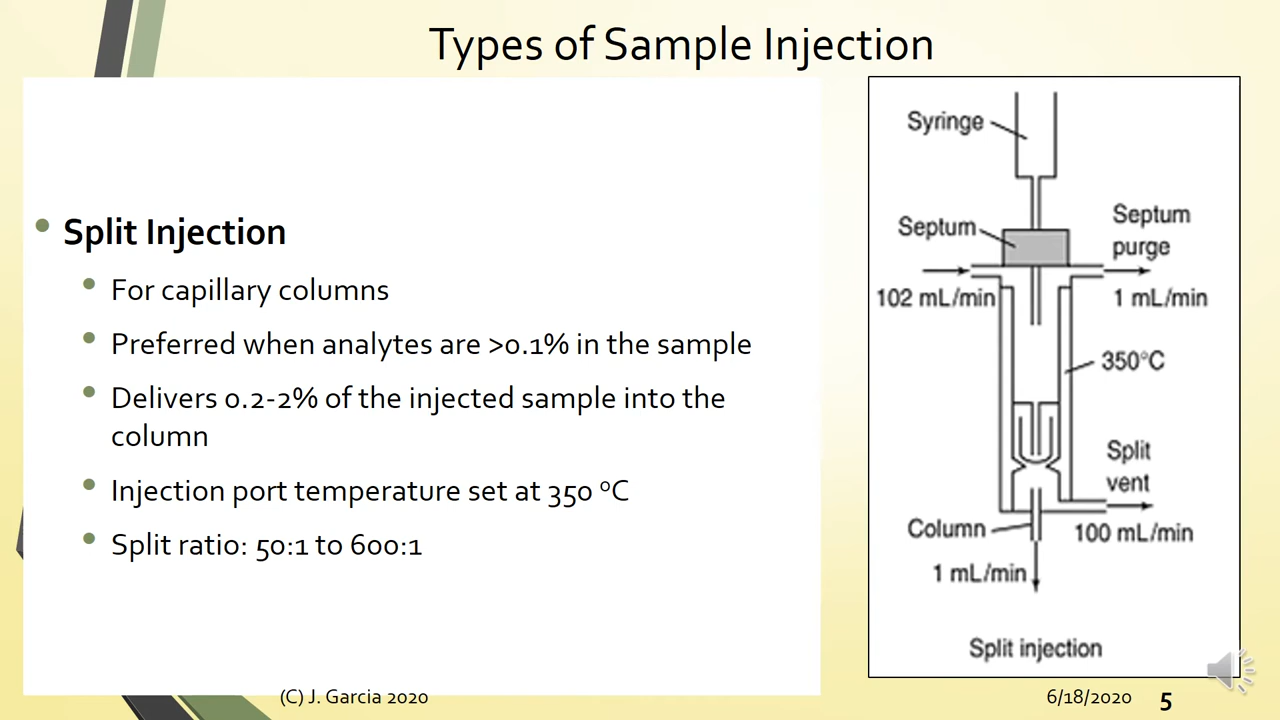 Types of Sample Injection
Split Injection
For capillary columns
Preferred when analytes are >0.1% in the sample
Delivers 0.2-2% of the injected sample into the
column
Injection port temperature set at 350 ºC
Split ratio: 50:1 to 600:1
Syringe
Septum
Septum
purge
102 mL/min
1 mL/min
350°C
Split
vent
Column
100 mL/min
1 mL/min
Split injection
(C) J. Garcia 2020
6/18/2020
5